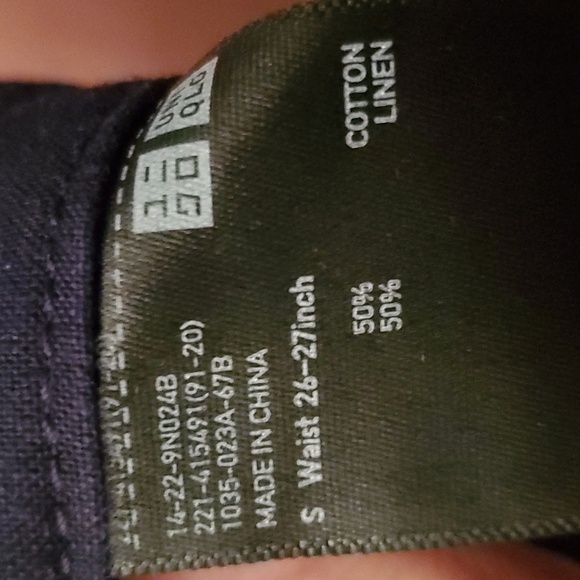 ユニ
クロ
UNI
QLO
14-22-9N024B
221-415491(91-20)
1035-023A-67B
MADE IN CHINA
S Waist 26-27inch
50% COTTON
50% LINEN